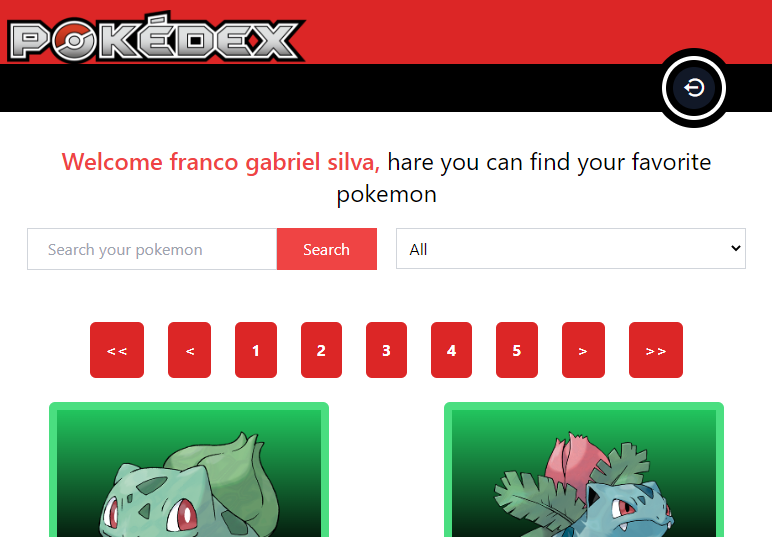 POKÉDEX
Welcome franco gabriel silva, hare you can find your favorite
pokemon
Search your pokemon Search All
<< < 1 2 3 4 5 > >>